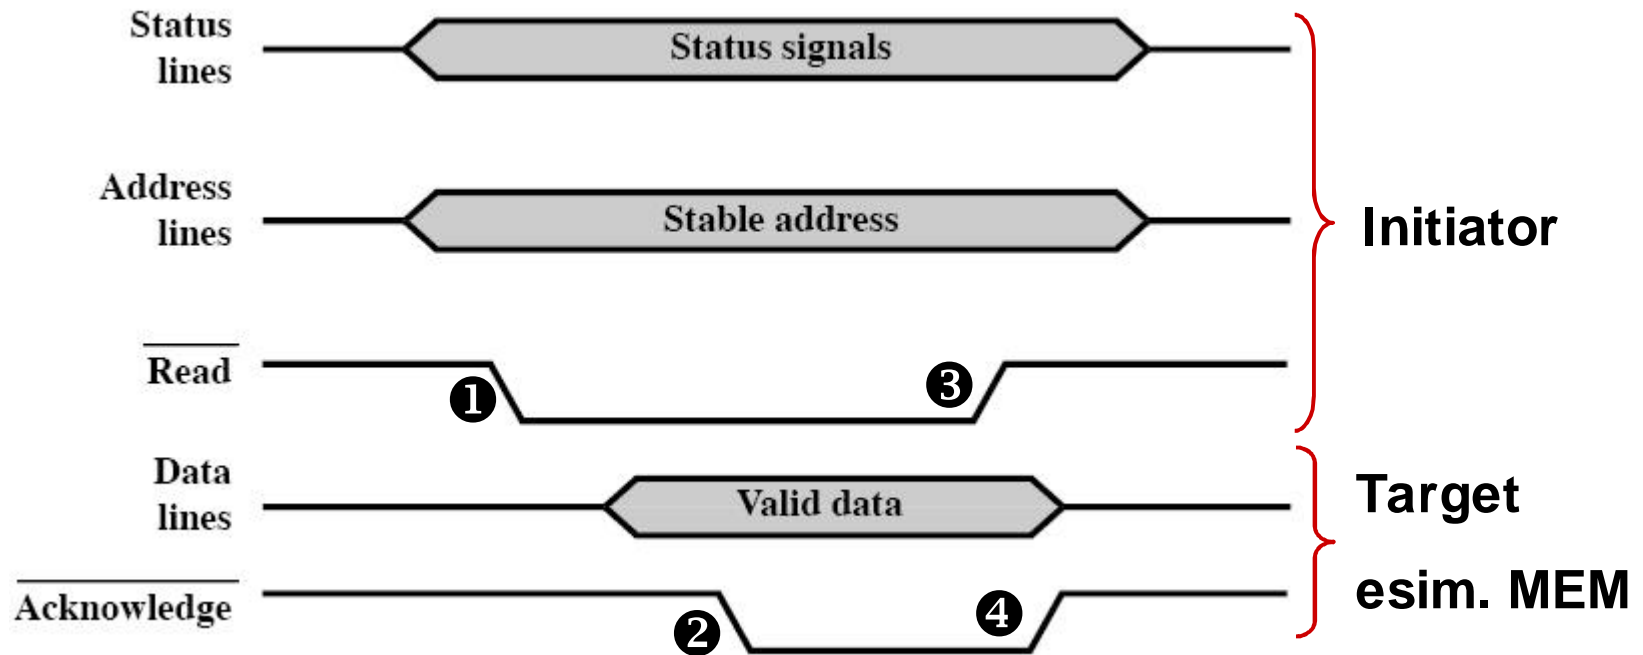 Status
lines
Status signals
Address
lines
Stable address
Initiator
Read
❶
❸
Data
lines
Valid data
Target
Acknowledge
❷
❹
esim. MEM